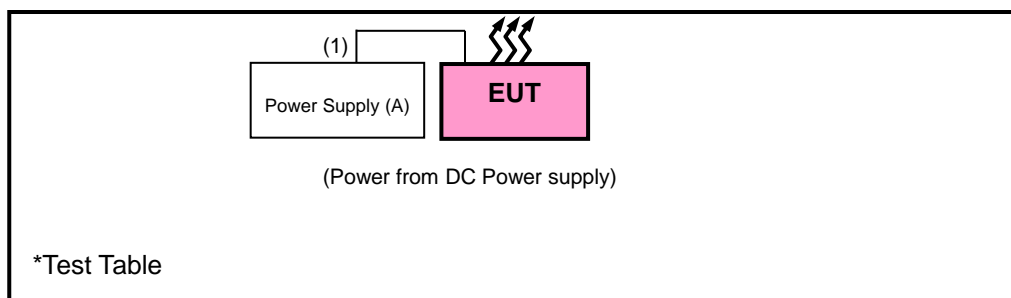 (1)
Power Supply (A)
EUT
(Power from DC Power supply)
*Test Table